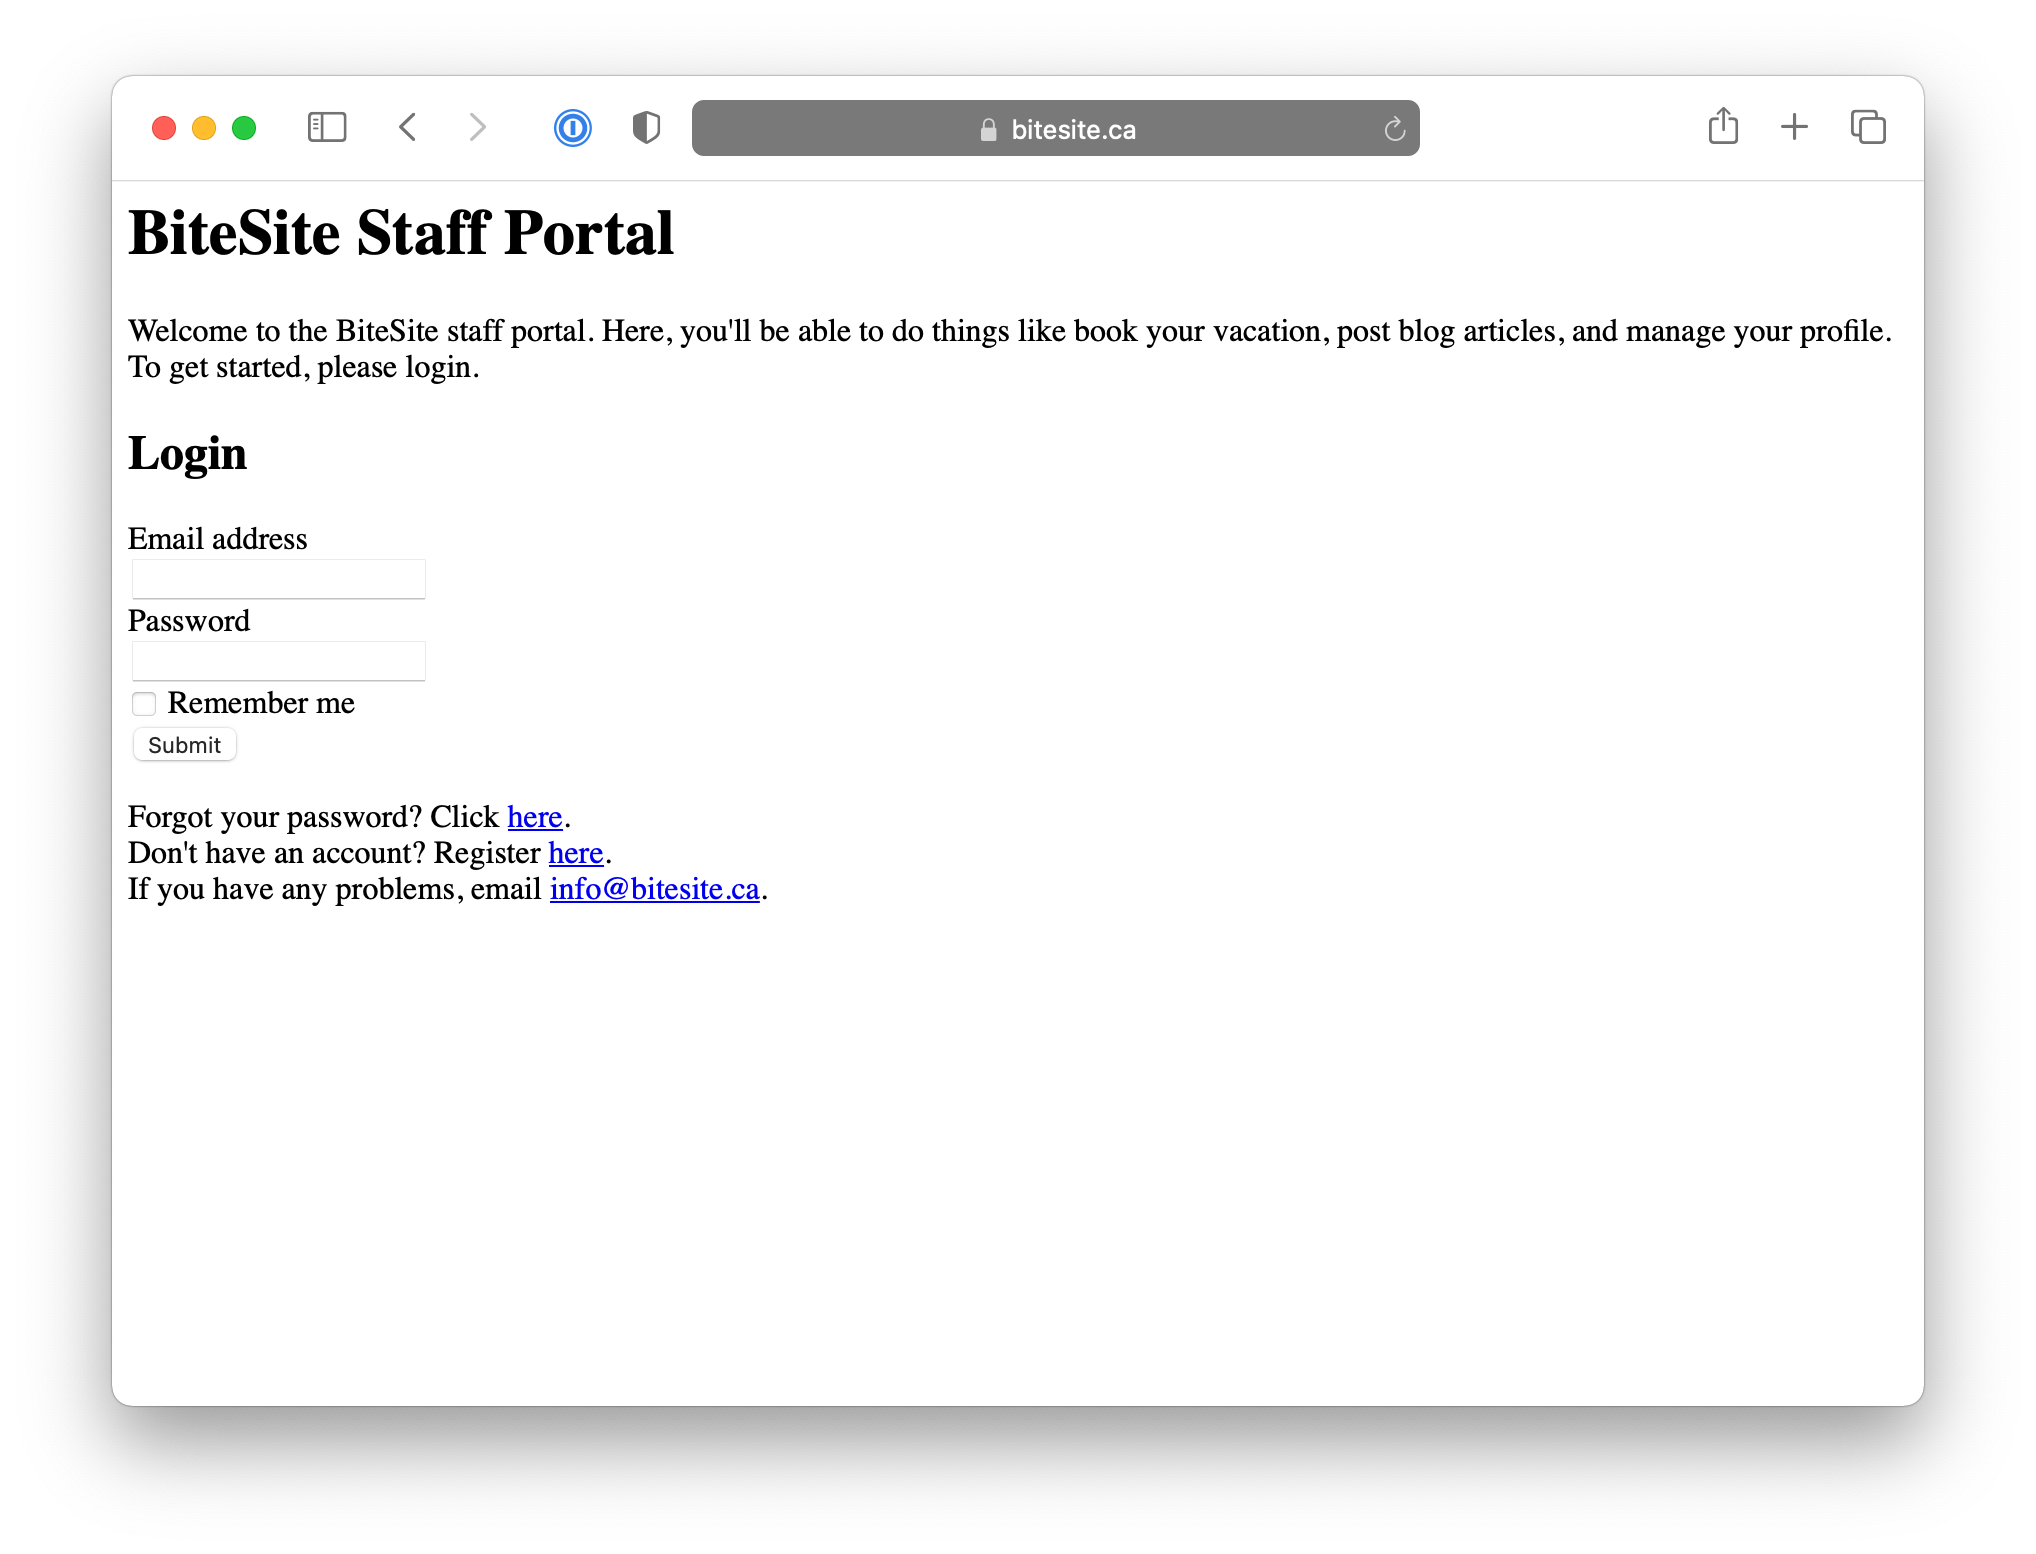 bitesite.ca
BiteSite Staff Portal
Welcome to the BiteSite staff portal. Here, you'll be able to do things like book your vacation, post blog articles, and manage your profile.
To get started, please login.
Login
Email address
Password
Remember me
Submit
Forgot your password? Click here.
Don't have an account? Register here.
If you have any problems, email info@bitesite.ca.